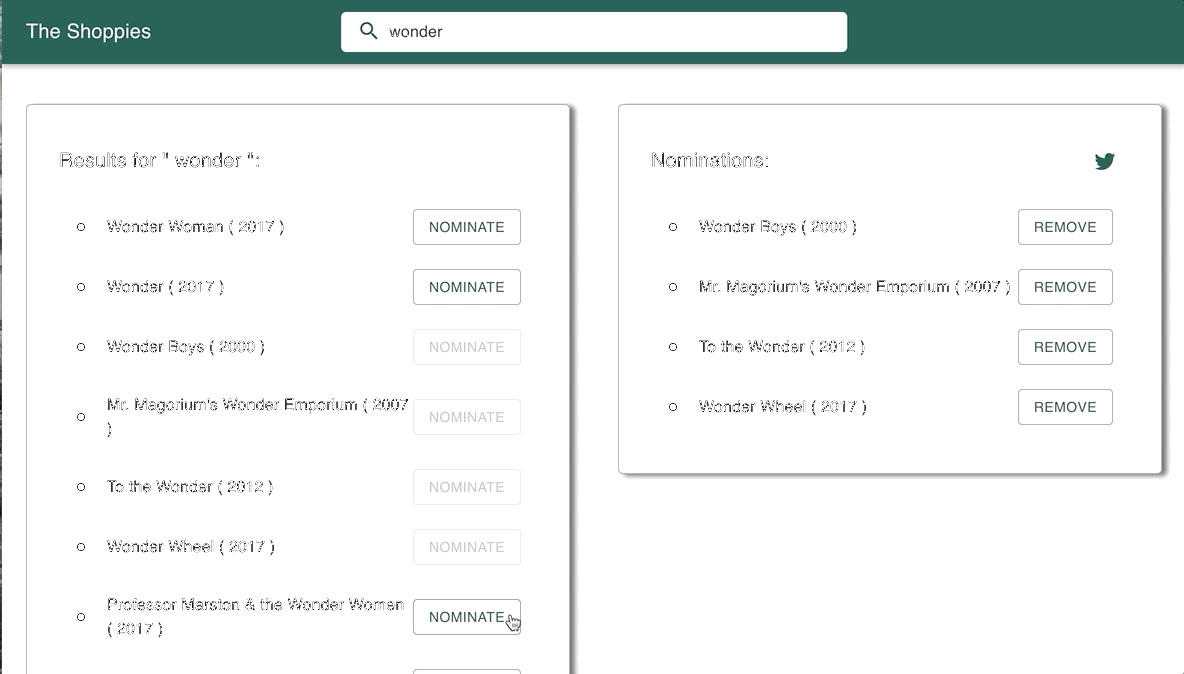 The Shoppies
wonder
Results for " wonder ":
Wonder Woman ( 2017 ) NOMINATE
Wonder ( 2017 ) NOMINATE
Wonder Boys ( 2000 ) NOMINATE
Mr. Magorium's Wonder Emporium ( 2007
) NOMINATE
To the Wonder ( 2012 ) NOMINATE
Wonder Wheel ( 2017 ) NOMINATE
Professor Marston & the Wonder Women
( 2017 ) NOMINATE
Nominations:
Wonder Boys ( 2000 ) REMOVE
Mr. Magorium's Wonder Emporium ( 2007 ) REMOVE
To the Wonder ( 2012 ) REMOVE
Wonder Wheel ( 2017 ) REMOVE